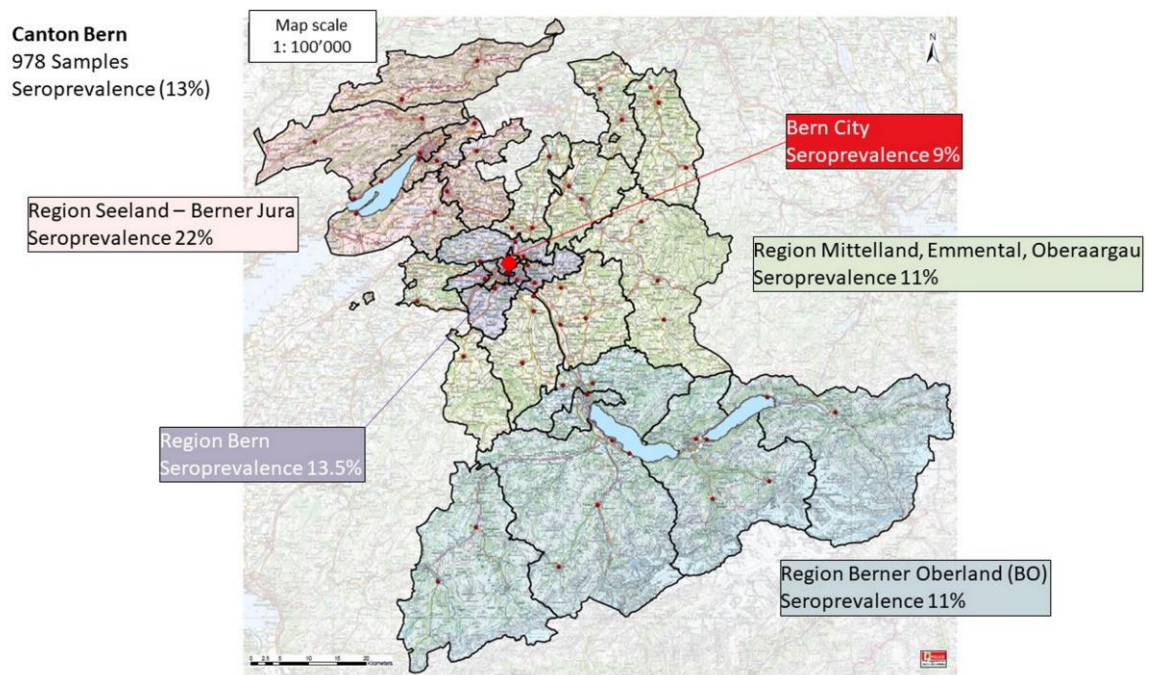 Canton Bern
978 Samples
Seroprevalence (13%)
Map scale
1: 100’000
N
Bern City
Seroprevalence 9%
Region Seeland – Berner Jura
Seroprevalence 22%
Region Mittelland, Emmental, Oberaargau
Seroprevalence 11%
Region Bern
Seroprevalence 13.5%
Region Berner Oberland (BO)
Seroprevalence 11%
0 2.5 5 10 15 20
Kilometers